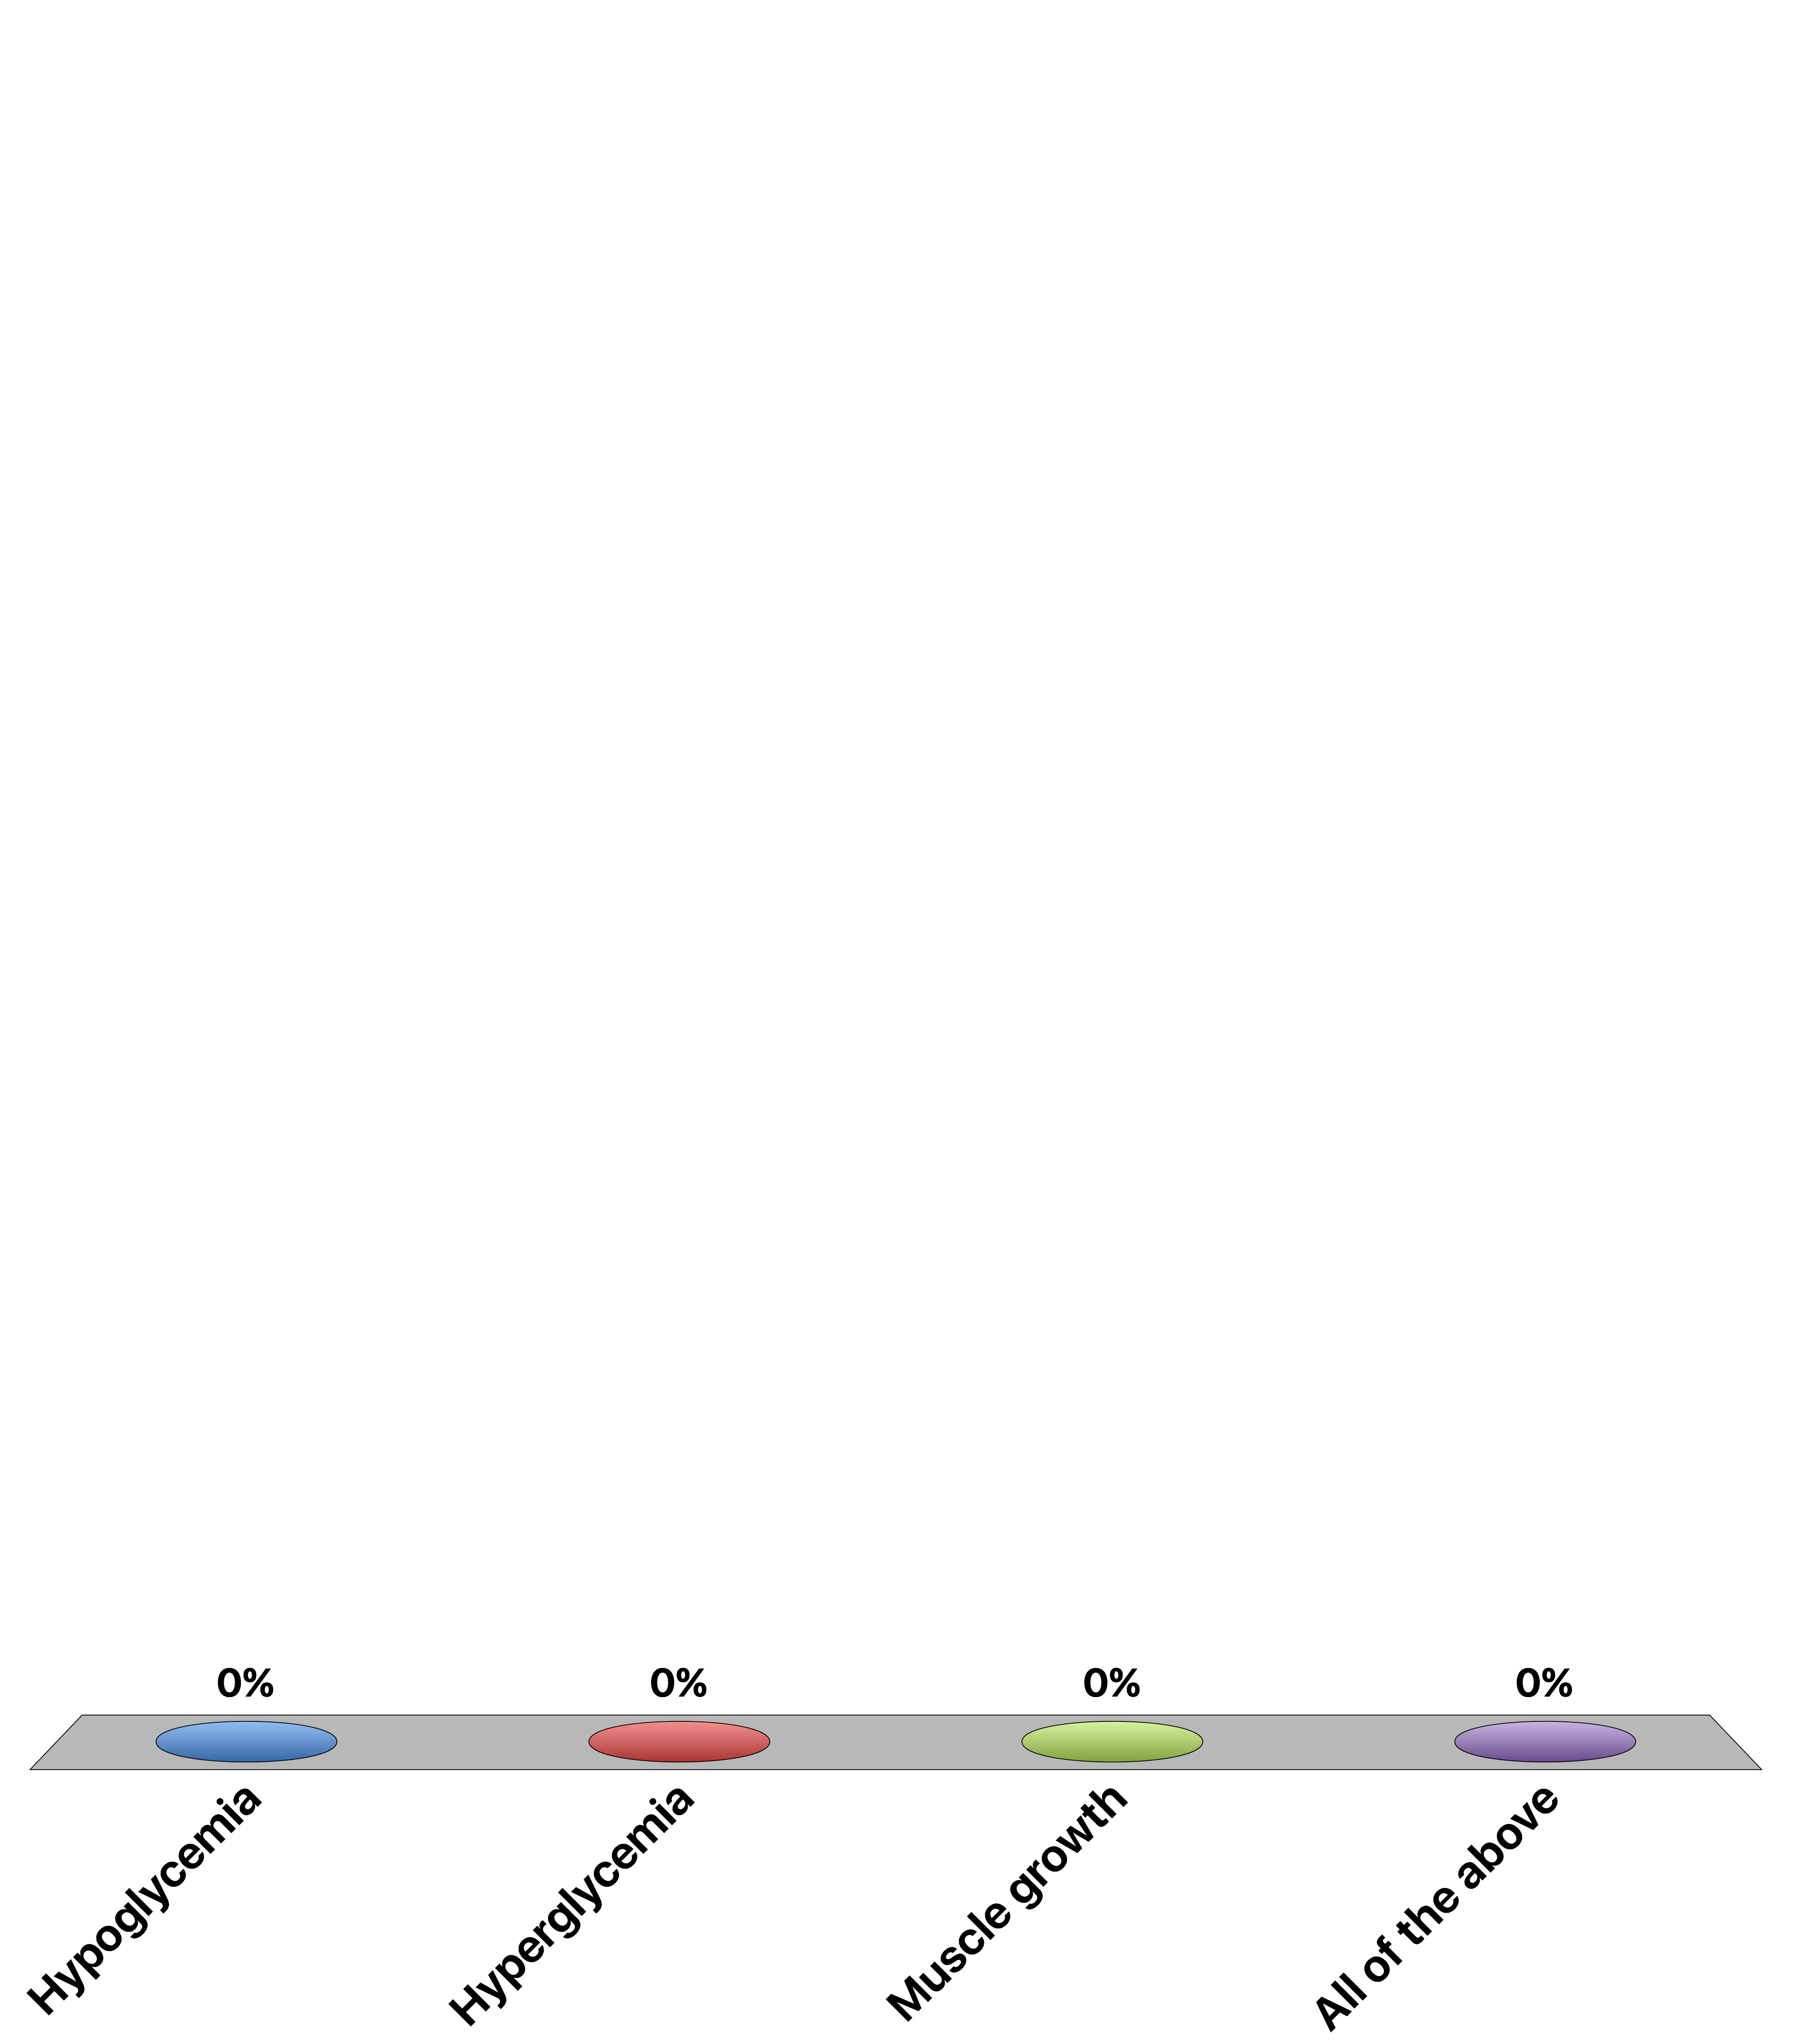 0%
0%
0%
0%
Hypoglycemia
Hyperglycemia
Muscle growth
All of the above